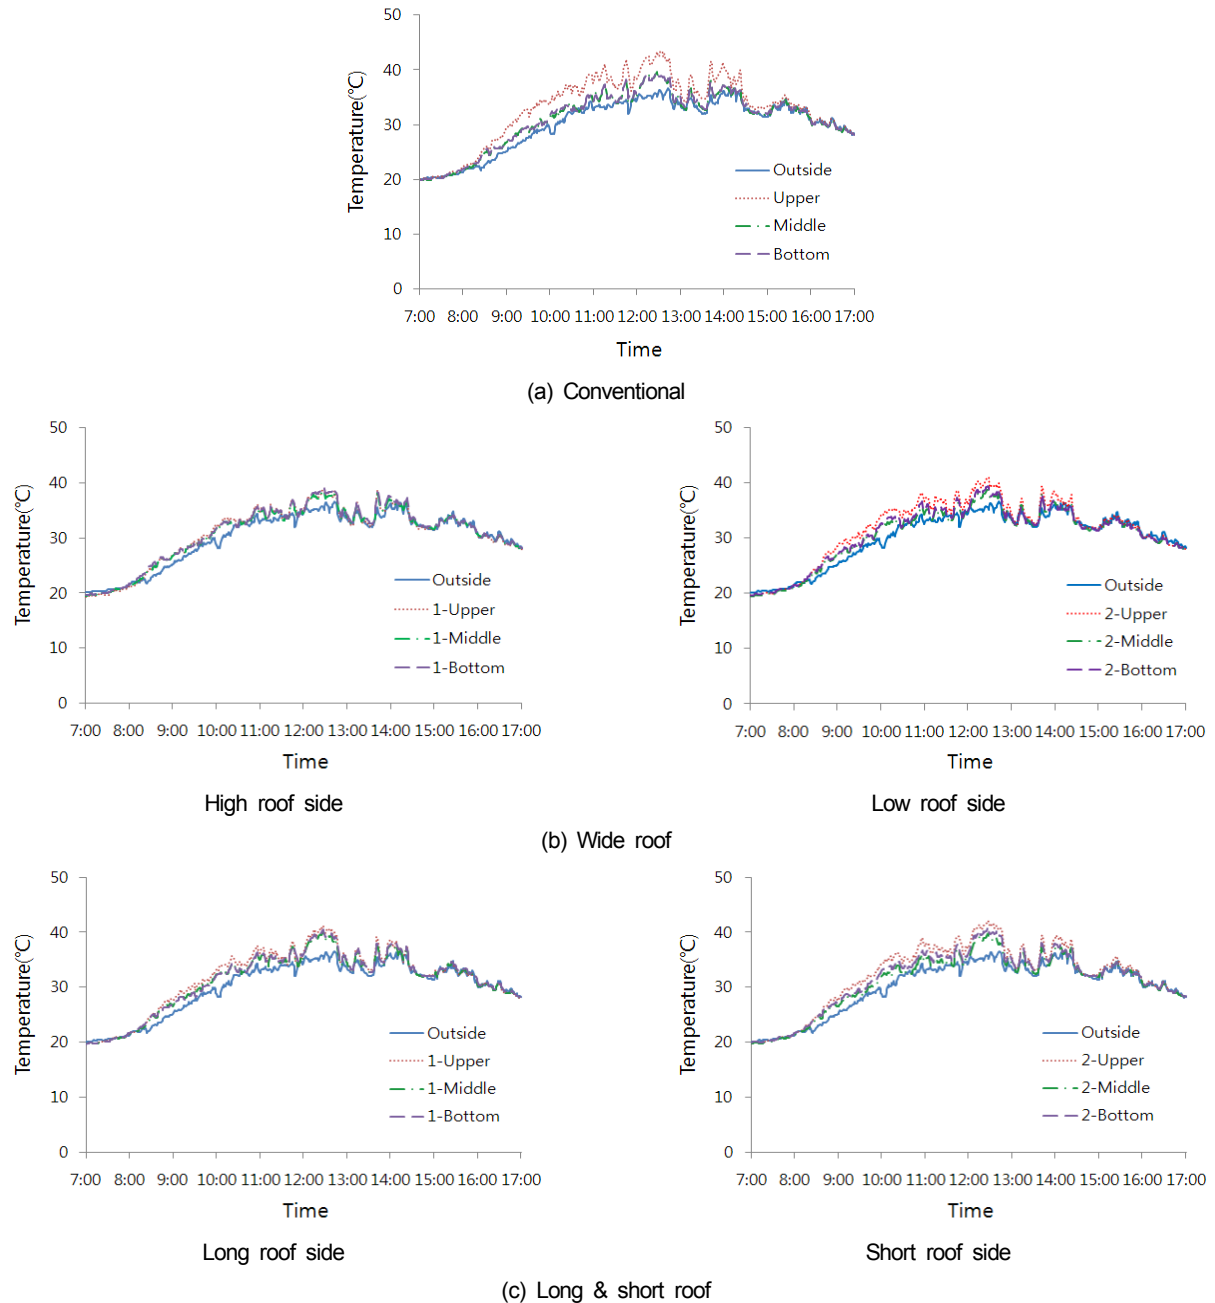 50
40
30
20
10
0
Temperature(℃)
Outside
Upper
Middle
Bottom
7:00 8:00 9:00 10:00 11:00 12:00 13:00 14:00 15:00 16:00 17:00
Time
(a) Conventional
50
40
30
20
10
0
Temperature(℃)
Outside
1-Upper
1-Middle
1-Bottom
7:00 8:00 9:00 10:00 11:00 12:00 13:00 14:00 15:00 16:00 17:00
Time
High roof side
50
40
30
20
10
0
Temperature(℃)
Outside
2-Upper
2-Middle
2-Bottom
7:00 8:00 9:00 10:00 11:00 12:00 13:00 14:00 15:00 16:00 17:00
Time
Low roof side
(b) Wide roof
50
40
30
20
10
0
Temperature(℃)
Outside
1-Upper
1-Middle
1-Bottom
7:00 8:00 9:00 10:00 11:00 12:00 13:00 14:00 15:00 16:00 17:00
Time
Long roof side
50
40
30
20
10
0
Temperature(℃)
Outside
2-Upper
2-Middle
2-Bottom
7:00 8:00 9:00 10:00 11:00 12:00 13:00 14:00 15:00 16:00 17:00
Time
Short roof side
(c) Long & short roof